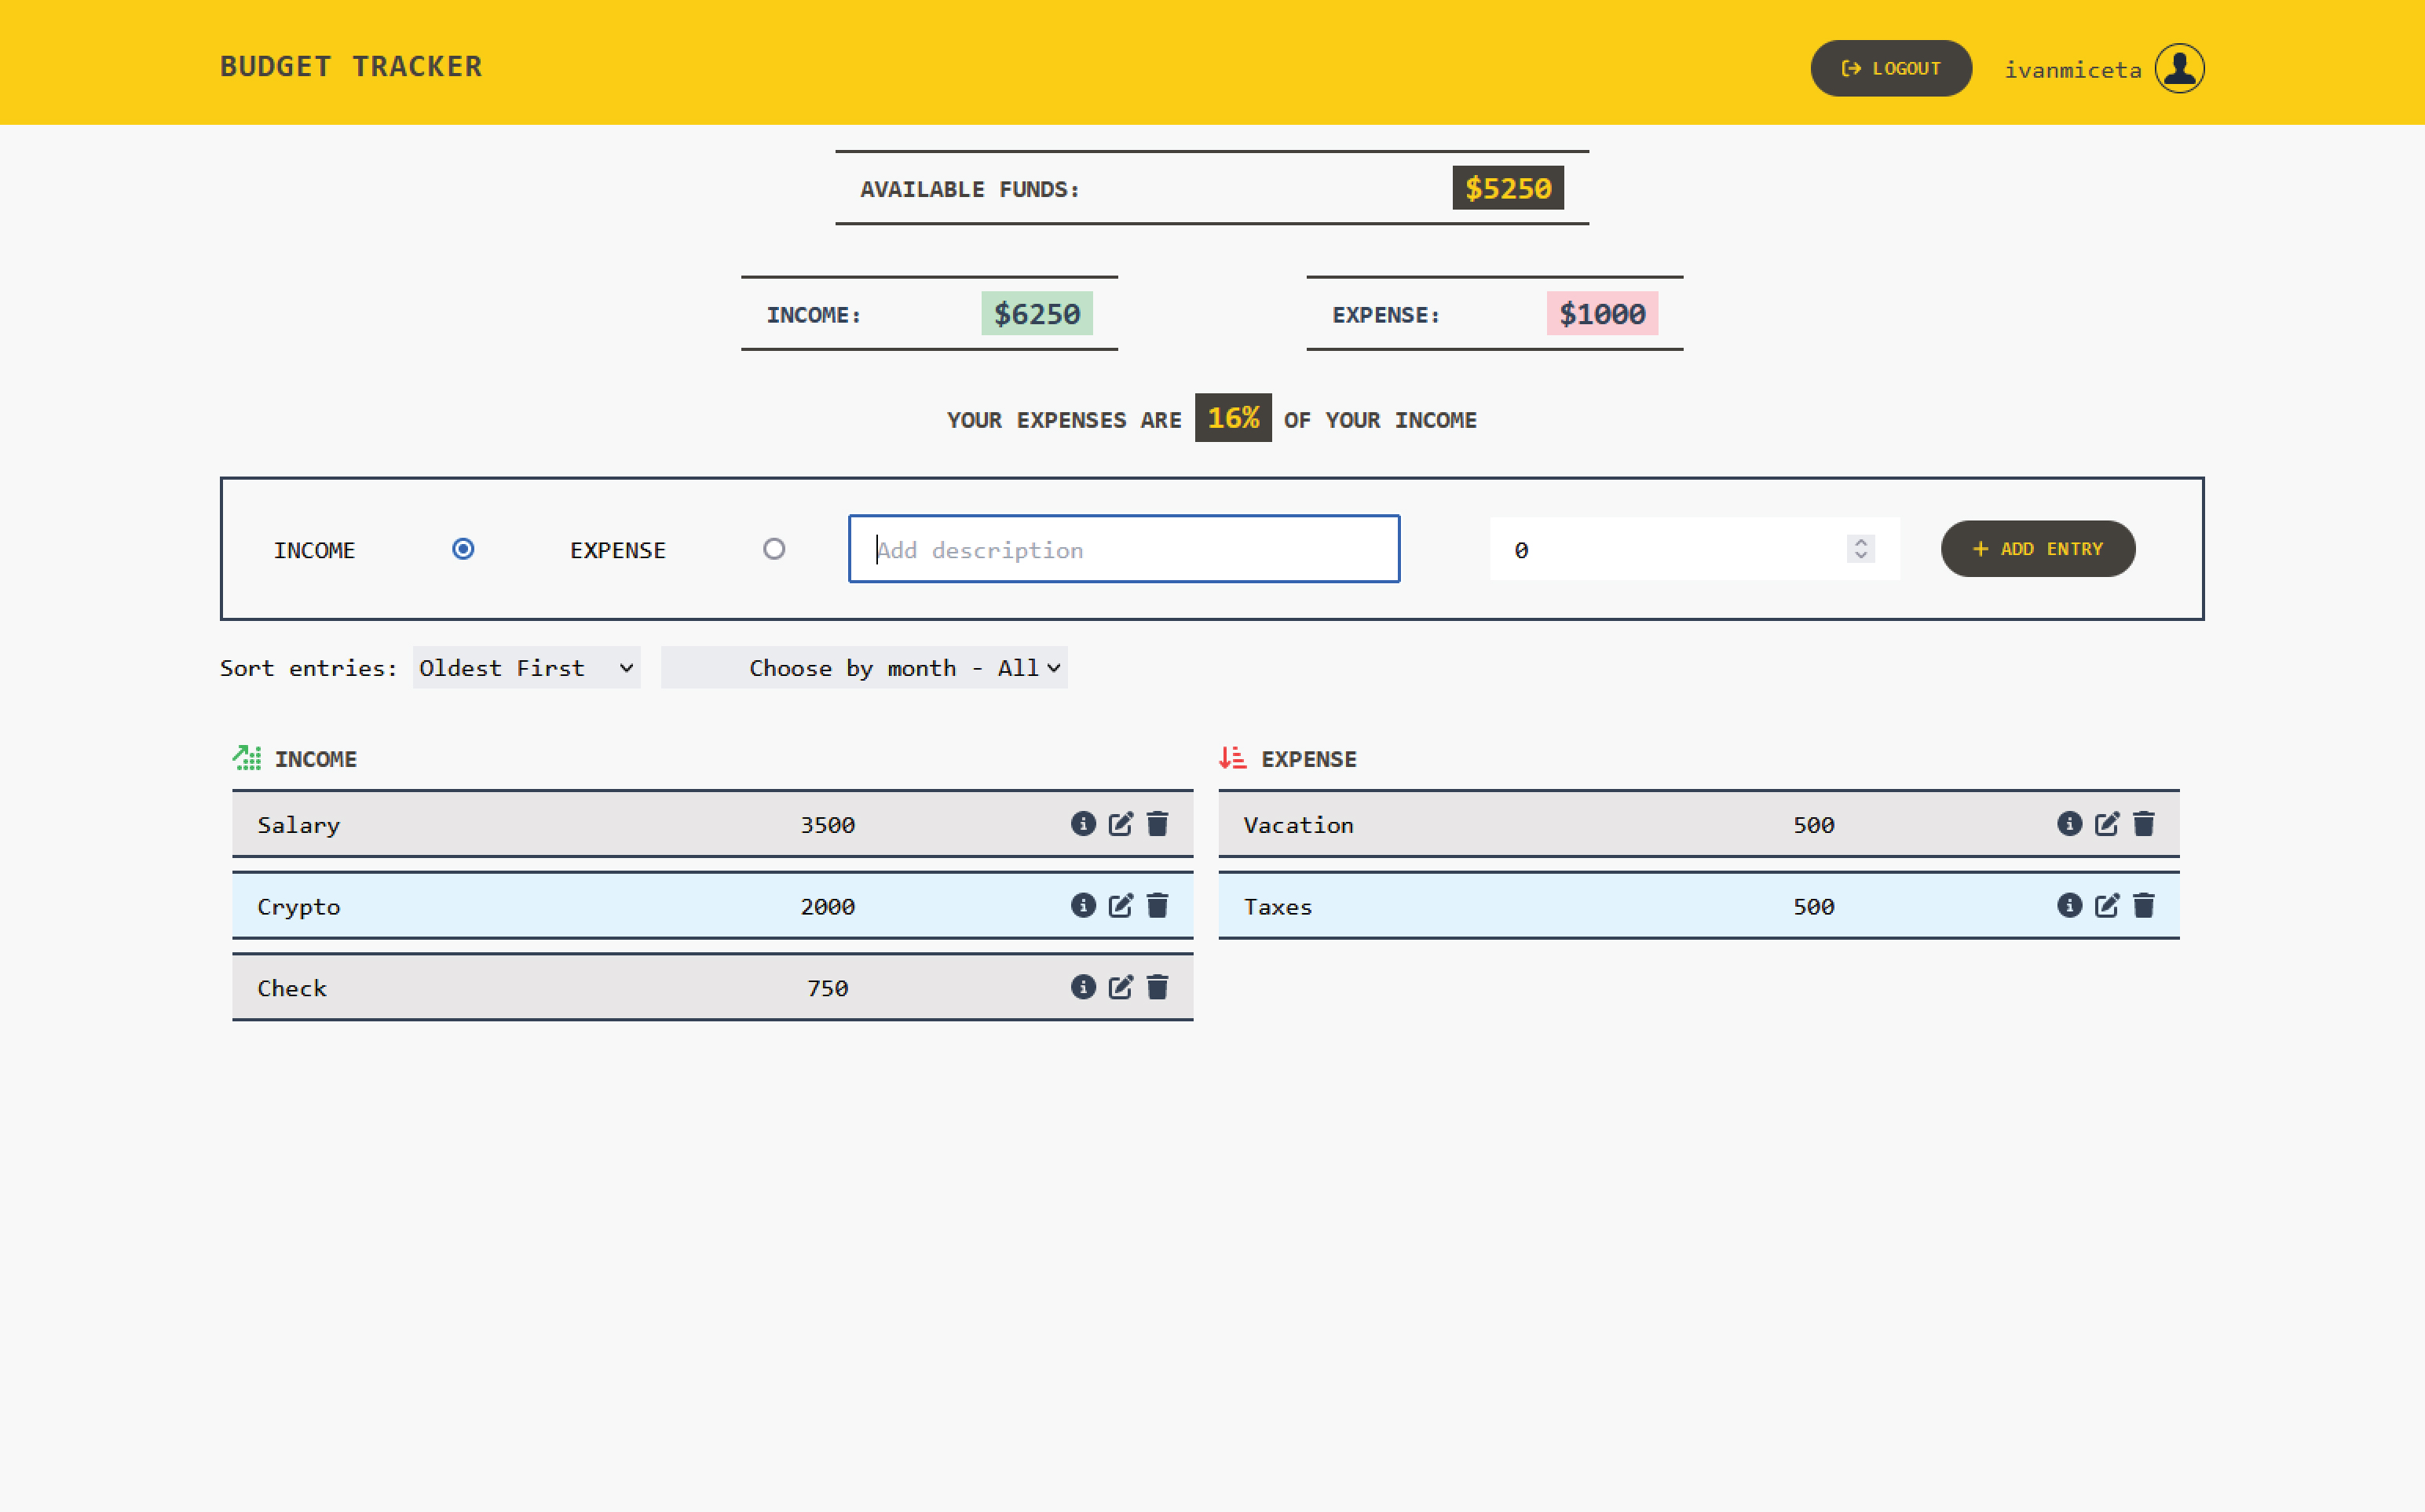 BUDGET TRACKER
LOGOUT ivanmiceta
AVAILABLE FUNDS: $5250
INCOME: $6250 EXPENSE: $1000
YOUR EXPENSES ARE 16% OF YOUR INCOME
INCOME EXPENSE Add description 0 + ADD ENTRY
Sort entries: Oldest First Choose by month - All
INCOME
Salary 3500
Crypto 2000
Check 750
EXPENSE
Vacation 500
Taxes 500